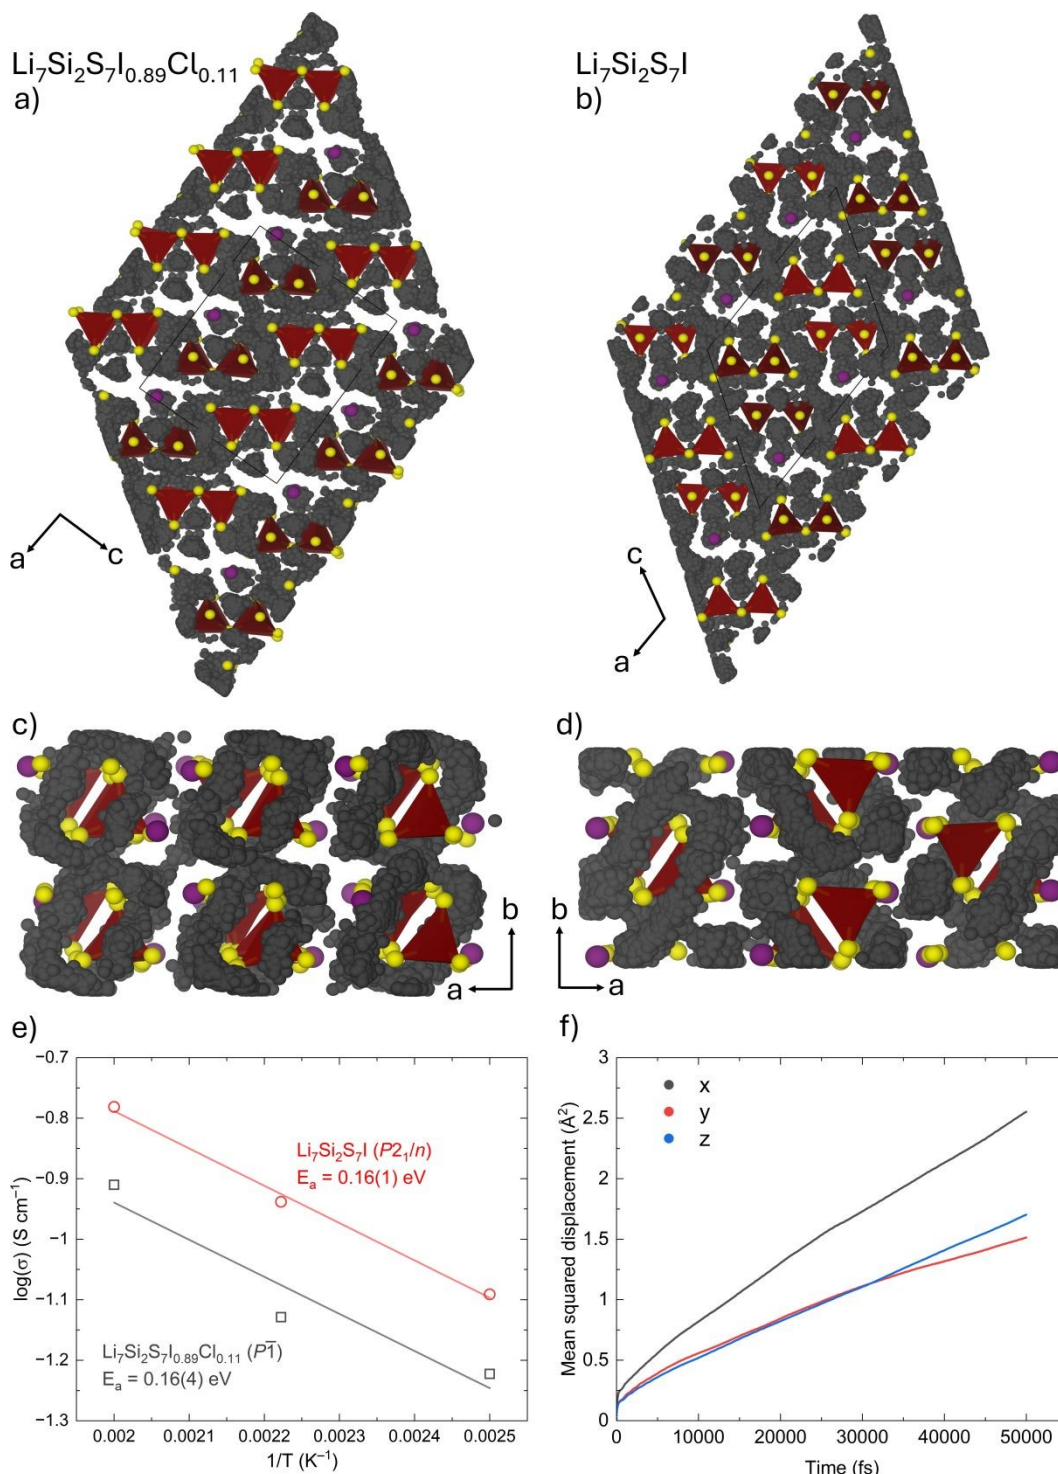 Li₇Si₂S₇I₀.₈₉Cl₀.₁₁
a)
Li₇Si₂S₇I
b)
a
c
c
a
c)
d)
b
a
b
a
e)
−0.7
−0.8
−0.9
−1
−1.1
−1.2
−1.3
log(σ) (S cm⁻¹)
Li₇Si₂S₇I (P2₁/n)
Eₐ = 0.16(1) eV
Li₇Si₂S₇I₀.₈₉Cl₀.₁₁ (P1̅)
Eₐ = 0.16(4) eV
0.002 0.0021 0.0022 0.0023 0.0024 0.0025
1/T (K⁻¹)
f)
3
2.5
2
1.5
1
0.5
0
Mean squared displacement (Å²)
x
y
z
0 10000 20000 30000 40000 50000
Time (fs)